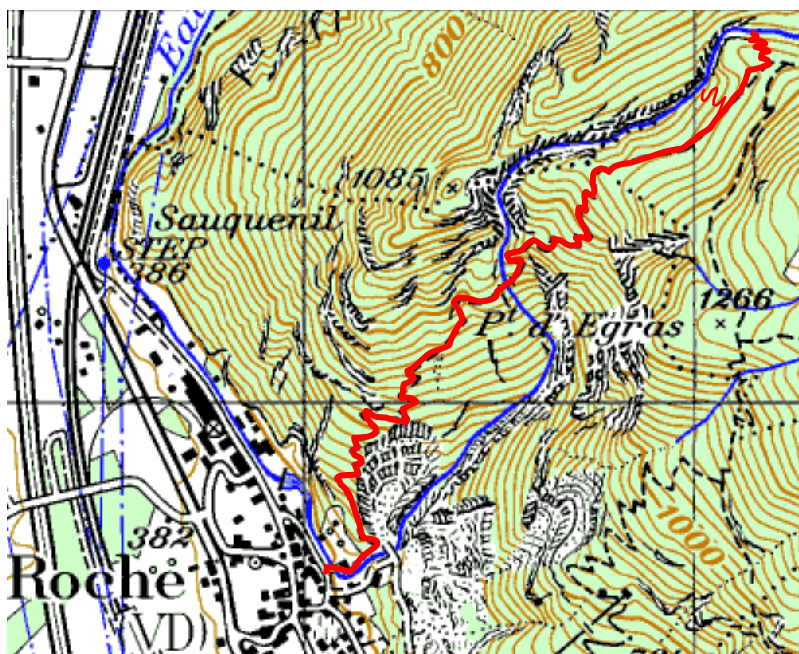 Eau
800
1085
Sauquenil
STEP
386
1266
Pt. d' Egras
1000
382
Roche
(VD)